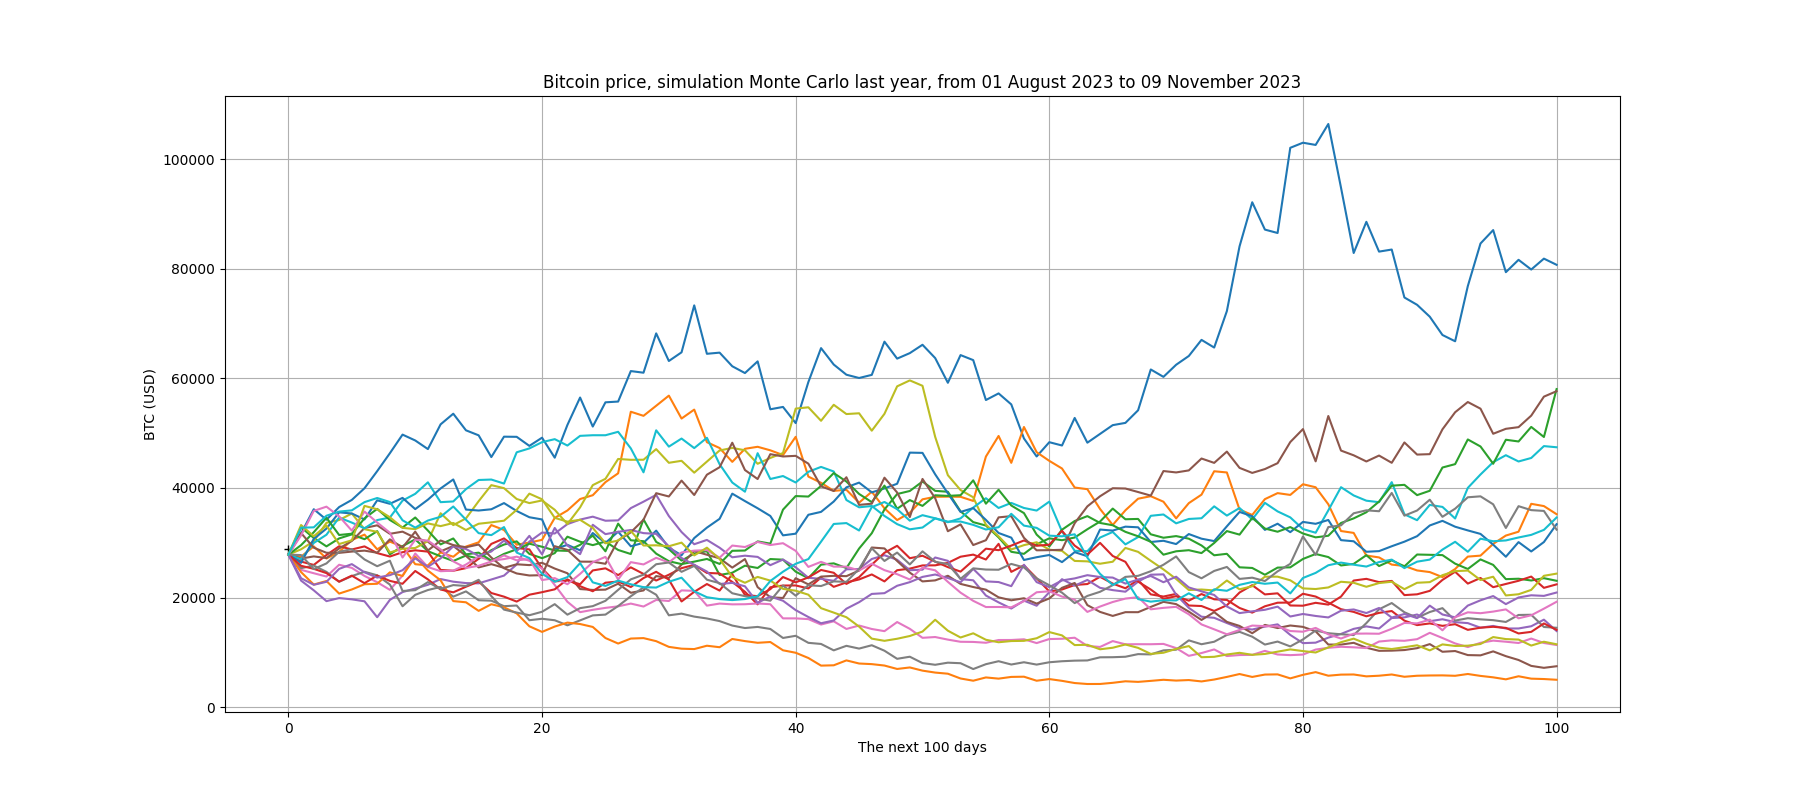 Bitcoin price, simulation Monte Carlo last year, from 01 August 2023 to 09 November 2023
100000
80000
60000
40000
20000
0
BTC (USD)
0 20 40 60 80 100
The next 100 days